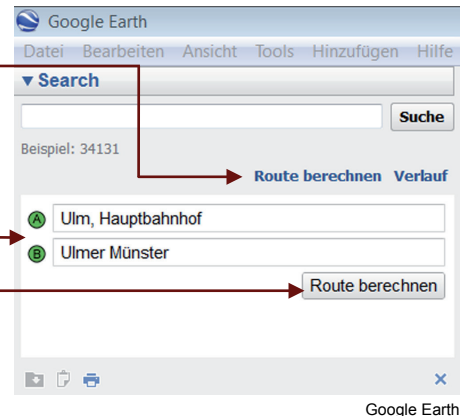 Google Earth
Datei Bearbeiten Ansicht Tools Hinzufügen Hilfe
▼ Search
Suche
Beispiel: 34131
Route berechnen Verlauf
A Ulm, Hauptbahnhof
B Ulmer Münster
Route berechnen
Google Earth